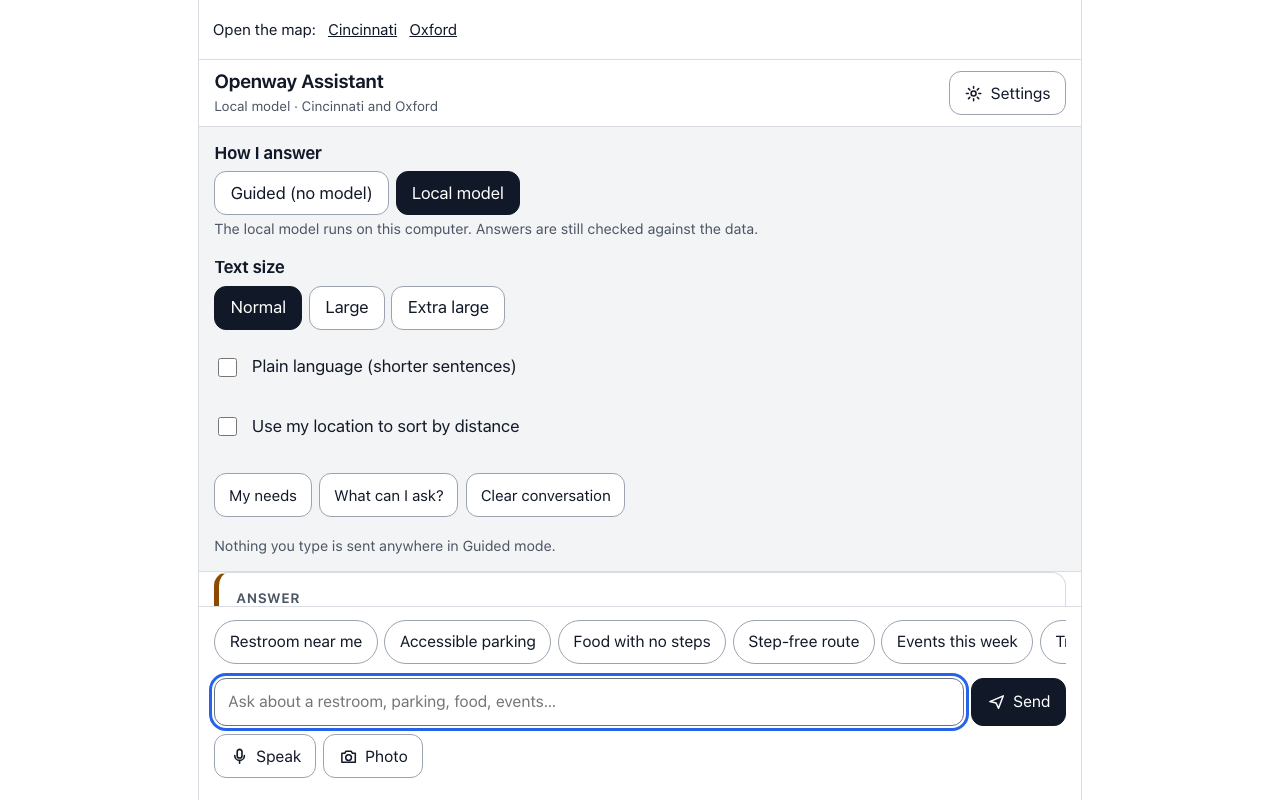 Open the map: Cincinnati Oxford
Openway Assistant
Local model · Cincinnati and Oxford
Settings
How I answer
Guided (no model) Local model
The local model runs on this computer. Answers are still checked against the data.
Text size
Normal Large Extra large
Plain language (shorter sentences)
Use my location to sort by distance
My needs What can I ask? Clear conversation
Nothing you type is sent anywhere in Guided mode.
ANSWER
Restroom near me Accessible parking Food with no steps Step-free route Events this week
Ask about a restroom, parking, food, events... Send
Speak Photo